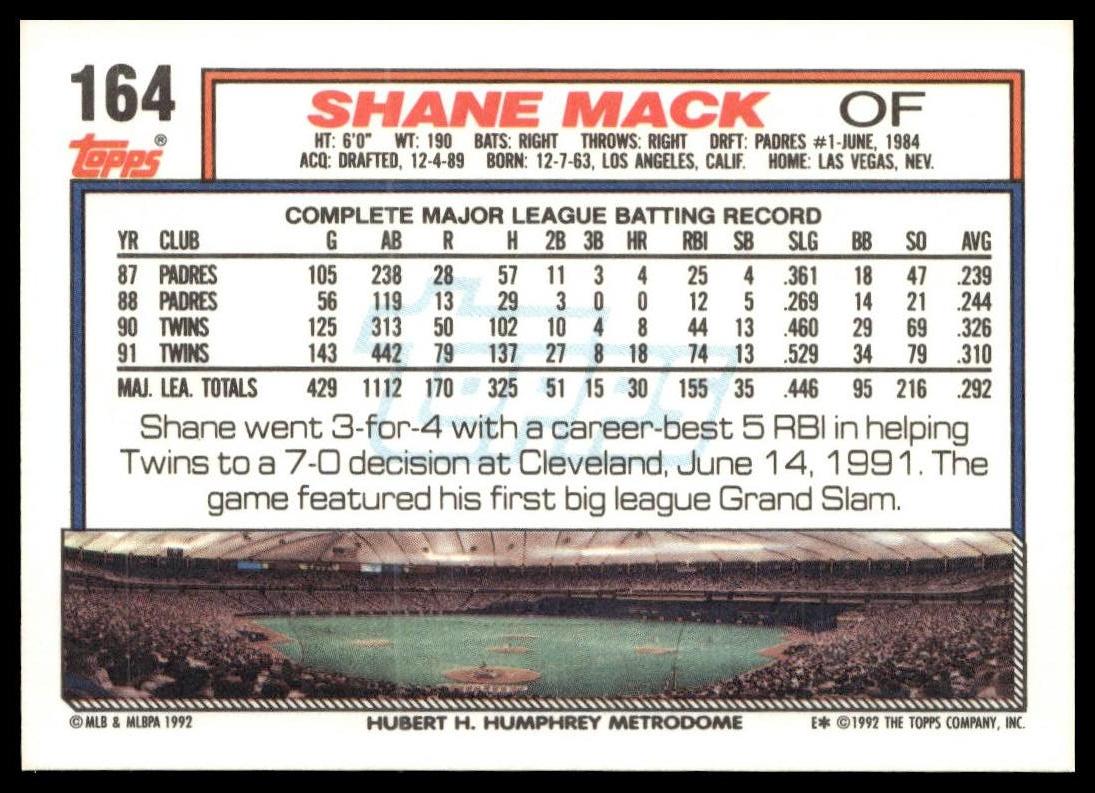 164
SHANE MACK OF
topps®
HT: 6'0" WT: 190 BATS: RIGHT THROWS: RIGHT DRFT: PADRES #1-JUNE, 1984
ACQ: DRAFTED, 12-4-89 BORN: 12-7-63, LOS ANGELES, CALIF. HOME: LAS VEGAS, NEV.
COMPLETE MAJOR LEAGUE BATTING RECORD
YR CLUB G AB R H 2B 3B HR RBI SB SLG BB SO AVG
87 PADRES 105 238 28 57 11 3 4 25 4 .361 18 47 .239
88 PADRES 56 119 13 29 3 0 0 12 5 .269 14 21 .244
90 TWINS 125 313 50 102 10 4 8 44 13 .460 29 69 .326
91 TWINS 143 442 79 137 27 8 18 74 13 .529 34 79 .310
MAJ. LEA. TOTALS 429 1112 170 325 51 15 30 155 35 .446 95 216 .292
topps
Shane went 3-for-4 with a career-best 5 RBI in helping
Twins to a 7-0 decision at Cleveland, June 14, 1991. The
game featured his first big league Grand Slam.
© MLB & MLBPA 1992 HUBERT H. HUMPHREY METRODOME E* ©1992 THE TOPPS COMPANY, INC.